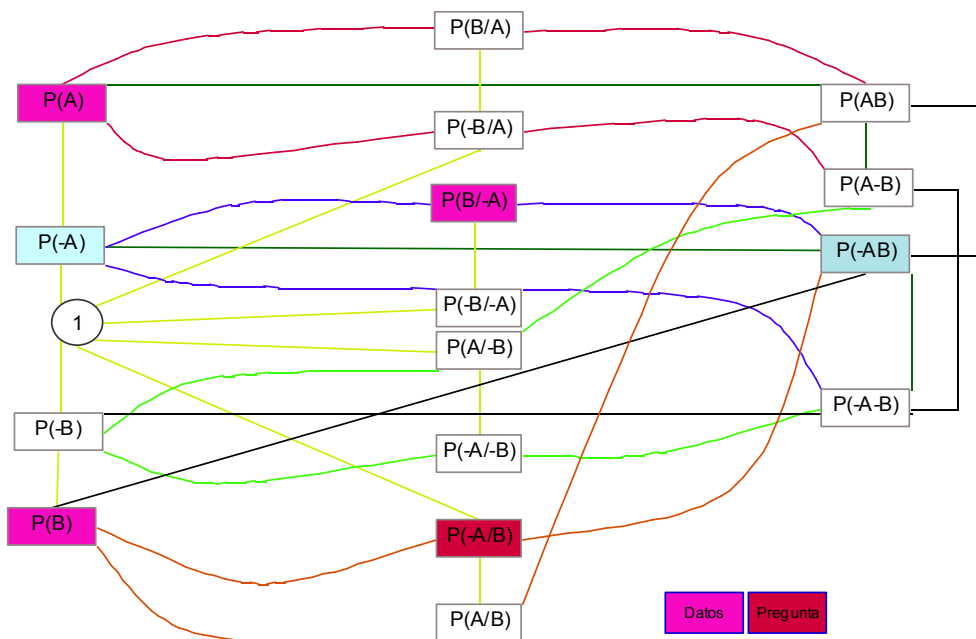 P(B/A)
P(A)
P(AB)
P(-B/A)
P(A-B)
P(B/-A)
P(-A)
P(-AB)
P(-B/-A)
1
P(A/-B)
P(-A-B)
P(-B)
P(-A/-B)
P(B)
P(-A/B)
P(A/B)
Datos
Pregunta